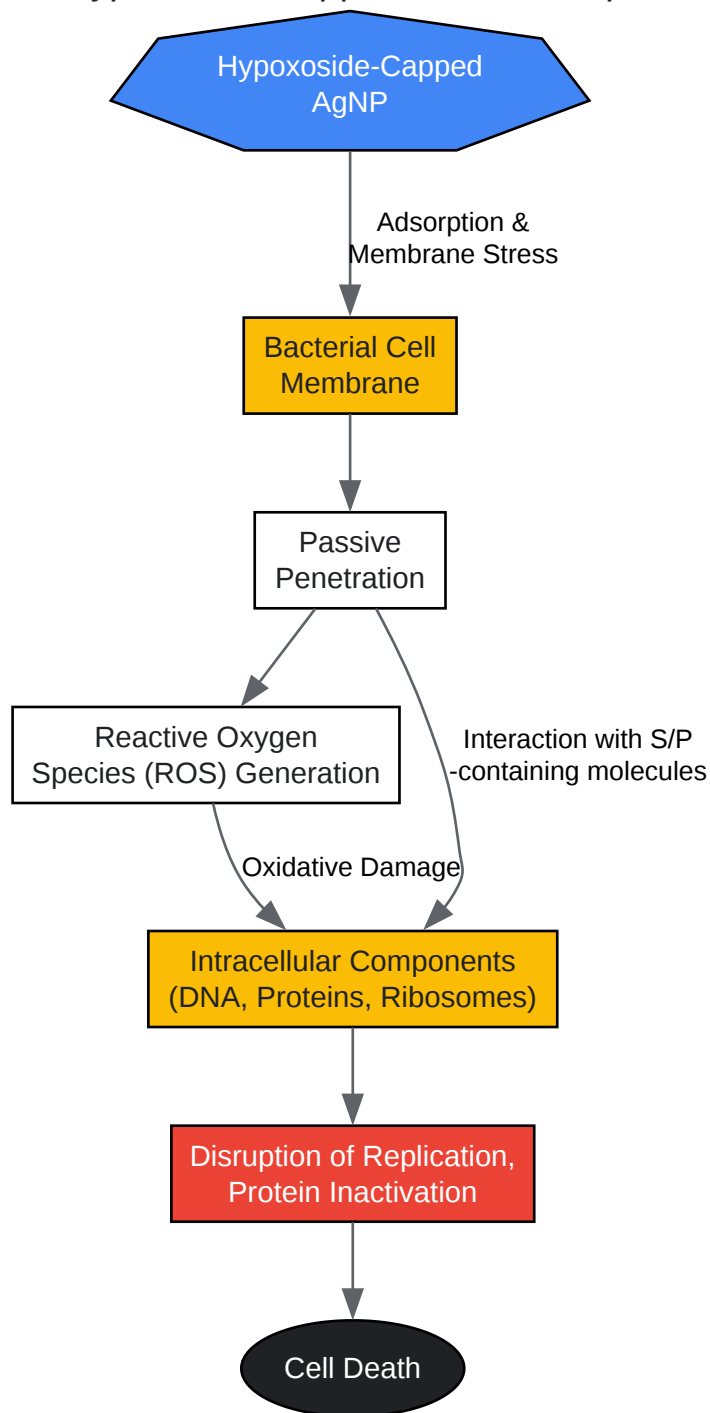 Hypoxoside-Capped
AgNP
Adsorption &
Membrane Stress
Bacterial Cell
Membrane
Passive
Penetration
Reactive Oxygen
Species (ROS) Generation
Interaction with S/P
-containing molecules
Oxidative Damage
Intracellular Components
(DNA, Proteins, Ribosomes)
Disruption of Replication,
Protein Inactivation
Cell Death